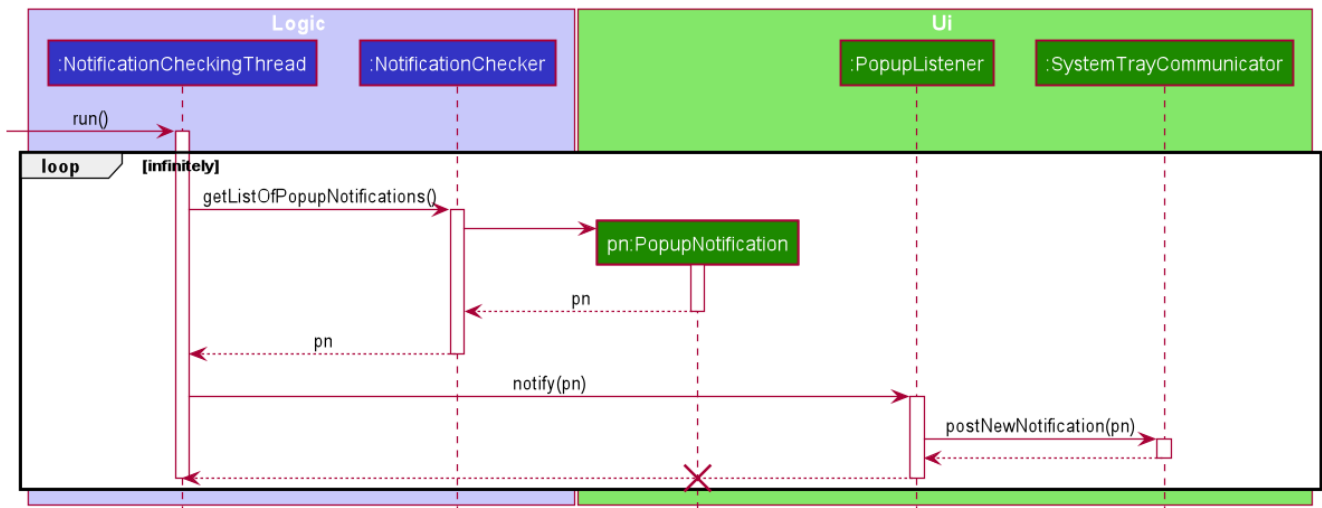 Logic
Ui
:NotificationCheckingThread
:NotificationChecker
:PopupListener
:SystemTrayCommunicator
run()
loop
[infinitely]
getListOfPopupNotifications()
pn:PopupNotification
pn
pn
notify(pn)
postNewNotification(pn)